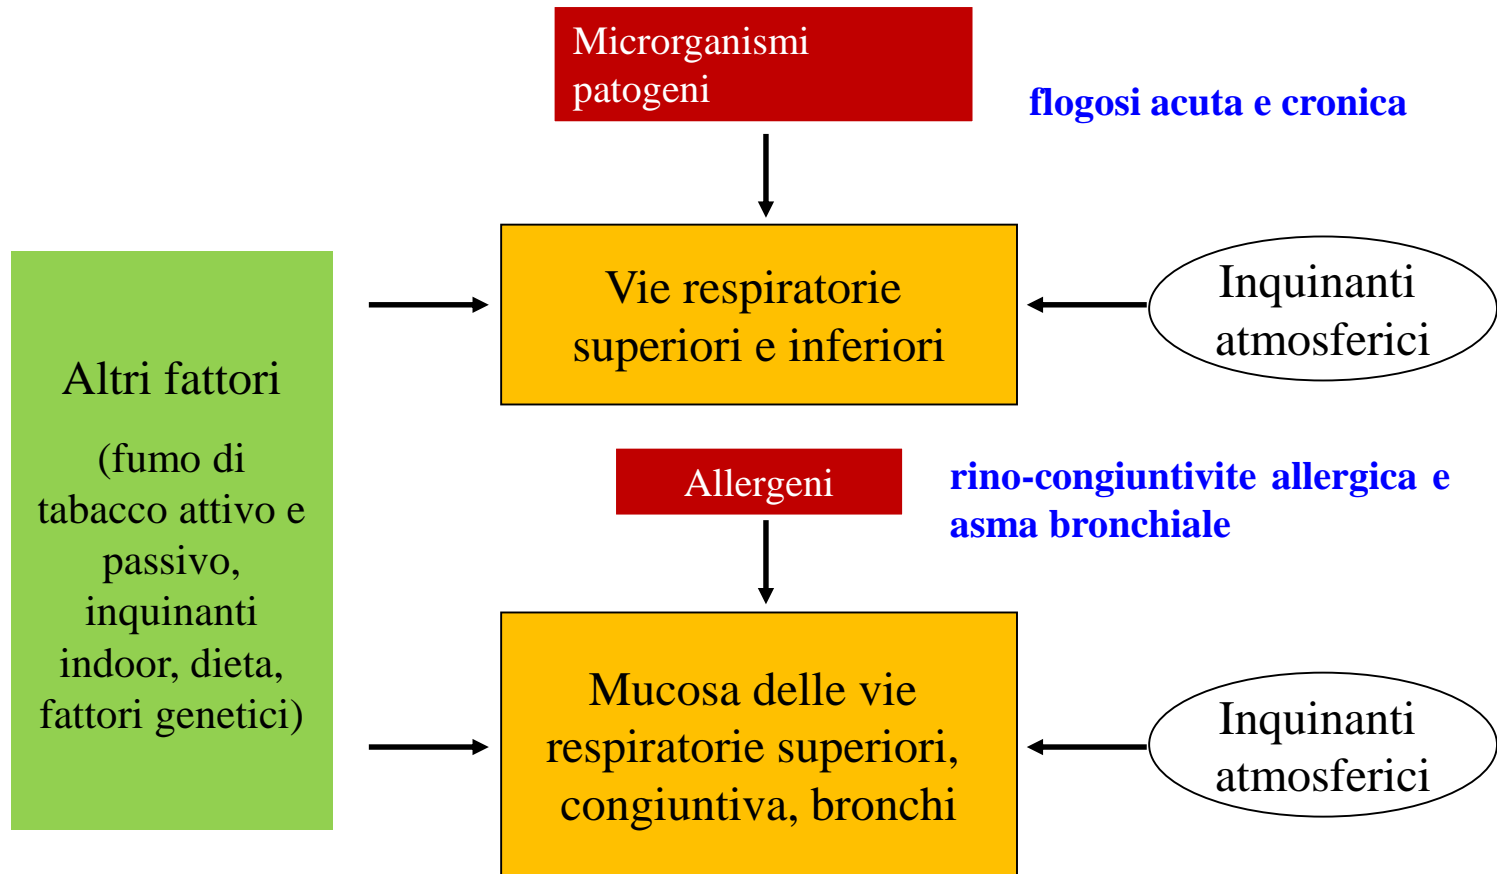 Microrganismi
patogeni
flogosi acuta e cronica
Vie respiratorie
superiori e inferiori
Inquinanti
atmosferici
Altri fattori
(fumo di
tabacco attivo e
passivo,
inquinanti
indoor, dieta,
fattori genetici)
Allergeni
rino-congiuntivite allergica e
asma bronchiale
Mucosa delle vie
respiratorie superiori,
congiuntiva, bronchi
Inquinanti
atmosferici